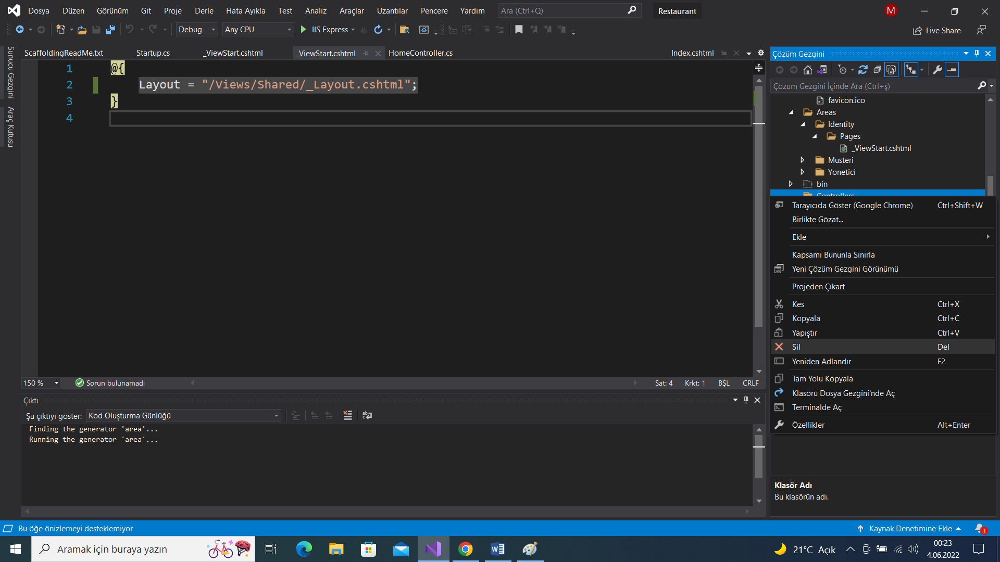 Dosya Düzen Görünüm Git Proje Derle Hata Ayıkla Test Analiz Araçlar Uzantılar Pencere Yardım Ara (Ctrl+Q) Restaurant M
Debug Any CPU IIS Express Live Share
Sunucu Gezgini
Araç Kutusu
ScaffoldingReadMe.txt Startup.cs _ViewStart.cshtml _ViewStart.cshtml HomeController.cs Index.cshtml
1 @{
2 Layout = "/Views/Shared/_Layout.cshtml";
3 }
4
150 % Sorun bulunamadı Sat: 4 Krkt: 1 BŞL CRLF
Çıktı
Şu çıktıyı göster: Kod Oluşturma Günlüğü
Finding the generator 'area'...
Running the generator 'area'...
Çözüm Gezgini
Çözüm Gezgini İçinde Ara (Ctrl+ş)
favicon.ico
Areas
Identity
Pages
_ViewStart.cshtml
Musteri
Yonetici
bin
Controllers
Tarayıcıda Göster (Google Chrome) Ctrl+Shift+W
Birlikte Gözat...
Ekle
Kapsamı Bununla Sınırla
Yeni Çözüm Gezgini Görünümü
Projeden Çıkart
Kes Ctrl+X
Kopyala Ctrl+C
Yapıştır Ctrl+V
Sil Del
Yeniden Adlandır F2
Tam Yolu Kopyala
Klasörü Dosya Gezgini'nde Aç
Terminalde Aç
Özellikler Alt+Enter
Klasör Adı
Bu klasörün adı.
Bu öğe önizlemeyi desteklemiyor Kaynak Denetimine Ekle 3
Aramak için buraya yazın 21°C Açık 00:23
4.06.2022